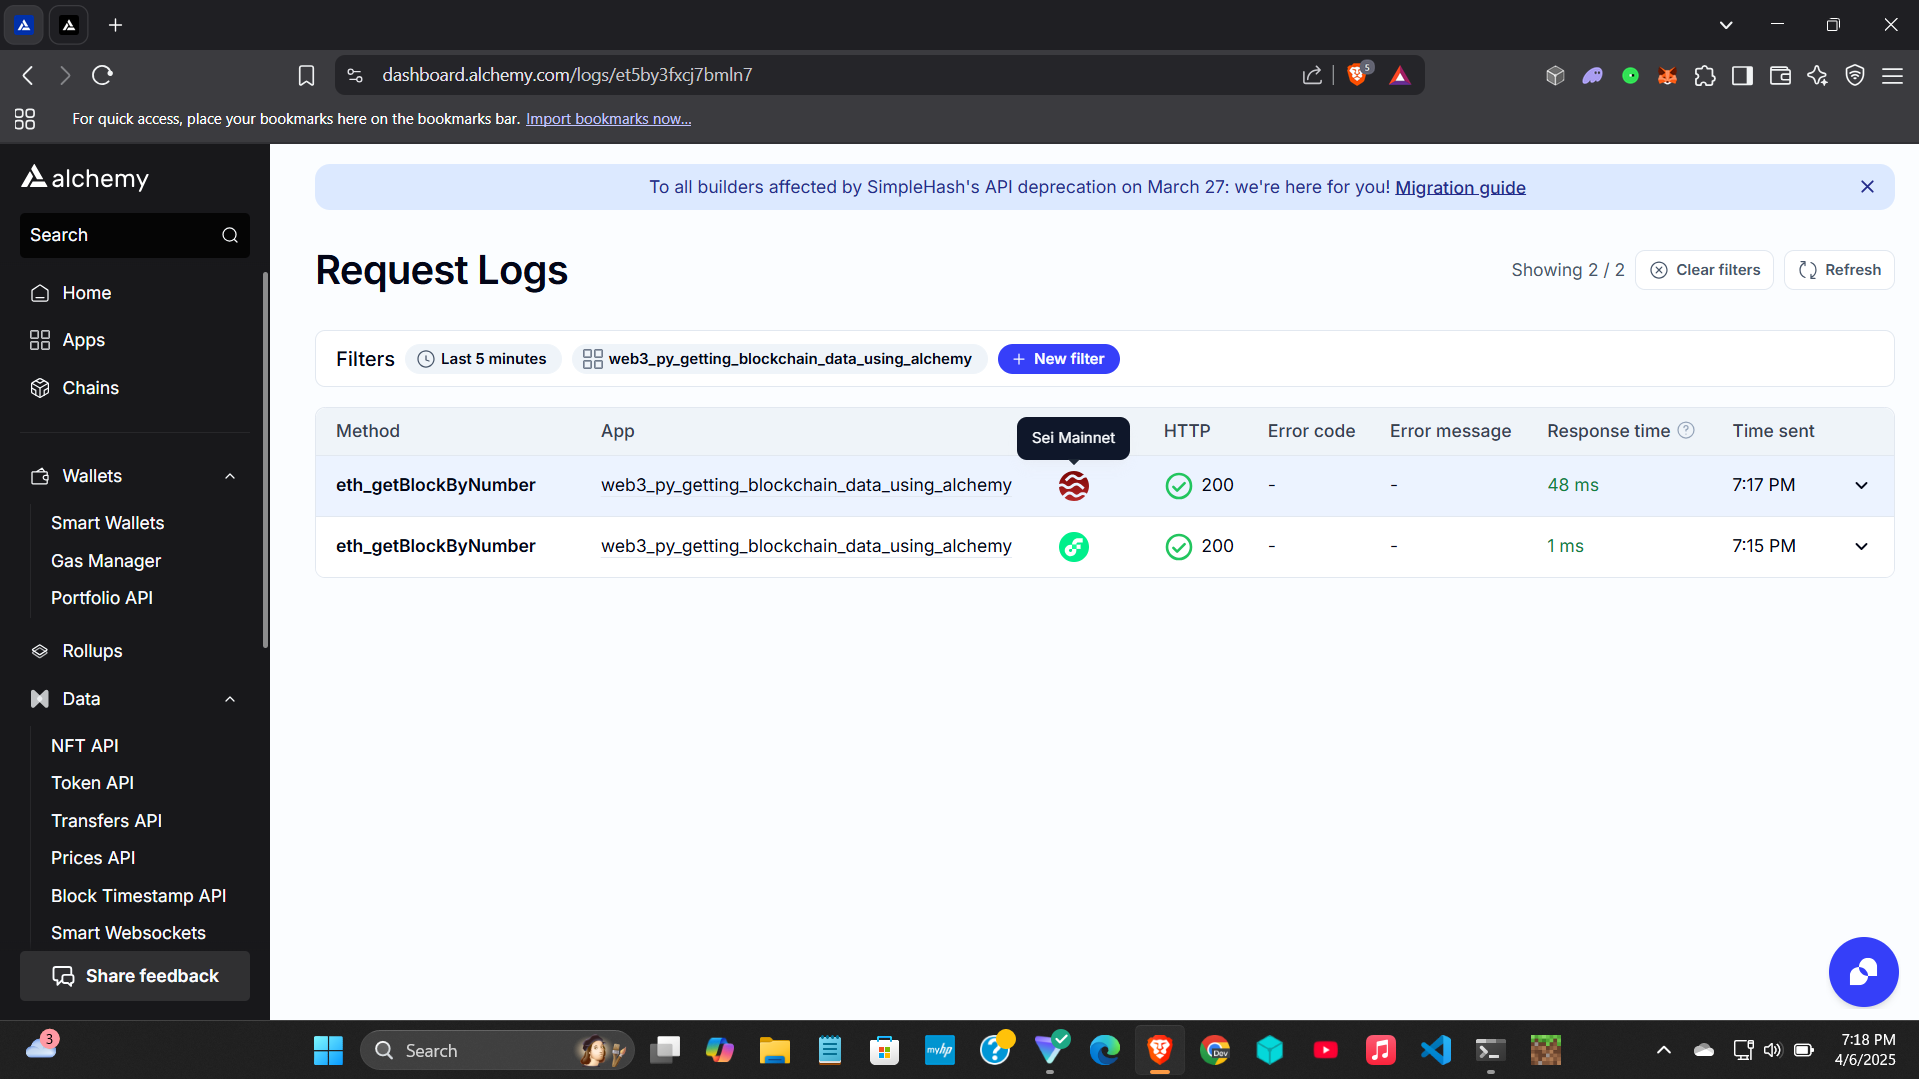 dashboard.alchemy.com/logs/et5by3fxcj7bmln7
5
For quick access, place your bookmarks here on the bookmarks bar. Import bookmarks now...
alchemy
Search
Home
Apps
Chains
Wallets
Smart Wallets
Gas Manager
Portfolio API
Rollups
Data
NFT API
Token API
Transfers API
Prices API
Block Timestamp API
Smart Websockets
Share feedback
To all builders affected by SimpleHash's API deprecation on March 27: we're here for you! Migration guide
Request Logs
Showing 2 / 2
Clear filters
Refresh
Filters
Last 5 minutes
web3_py_getting_blockchain_data_using_alchemy
+ New filter
Method App HTTP Error code Error message Response time ? Time sent
Sei Mainnet
eth_getBlockByNumber web3_py_getting_blockchain_data_using_alchemy 200 - - 48 ms 7:17 PM
eth_getBlockByNumber web3_py_getting_blockchain_data_using_alchemy 200 - - 1 ms 7:15 PM
3
Search
myhp
?
Dev
7:18 PM
4/6/2025